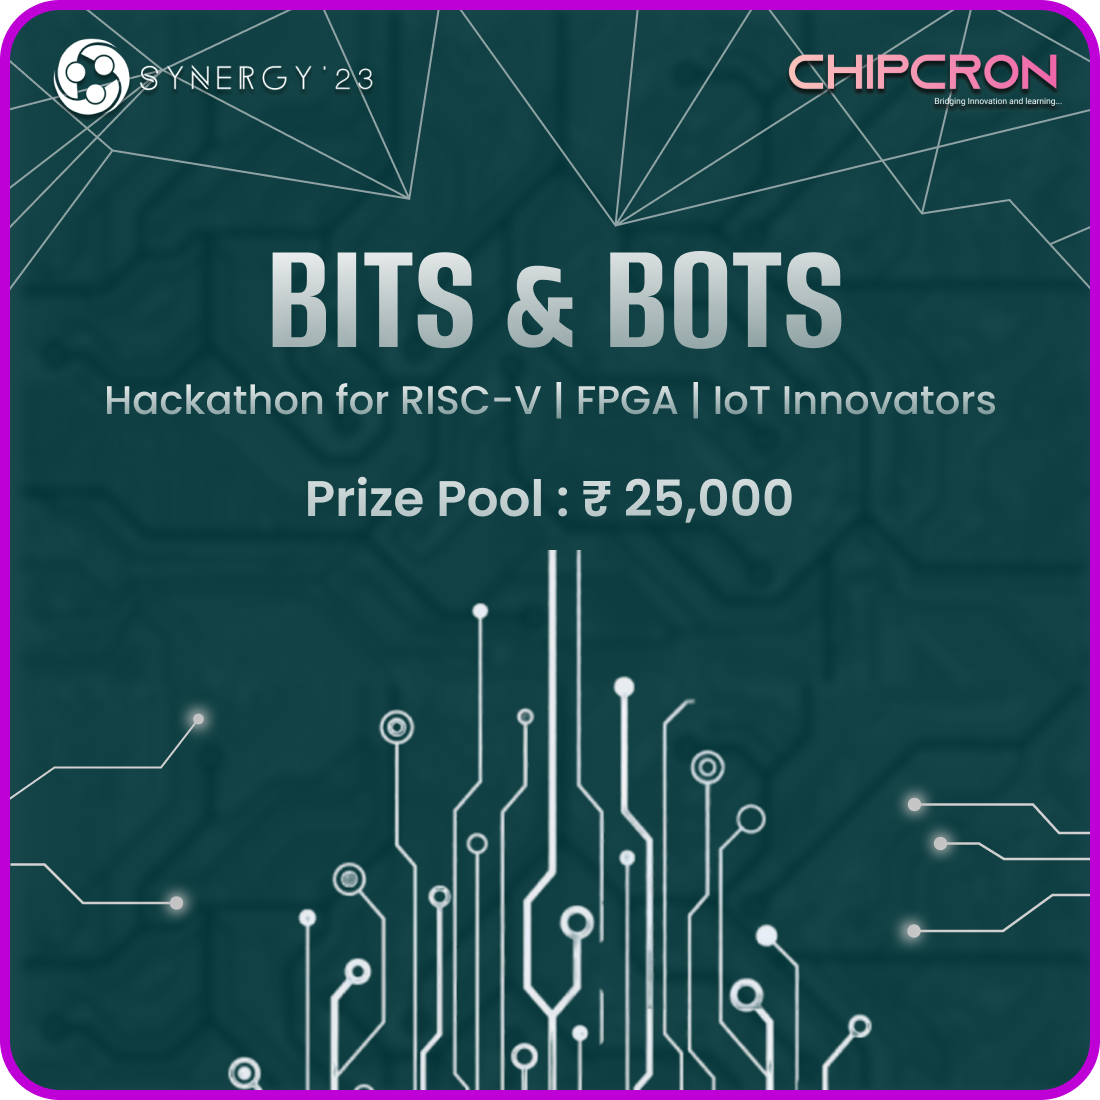 SYNERGY'23
CHIPCRON
Bridging Innovation and learning...
BITS & BOTS
Hackathon for RISC-V | FPGA | IoT Innovators
Prize Pool : ₹ 25,000